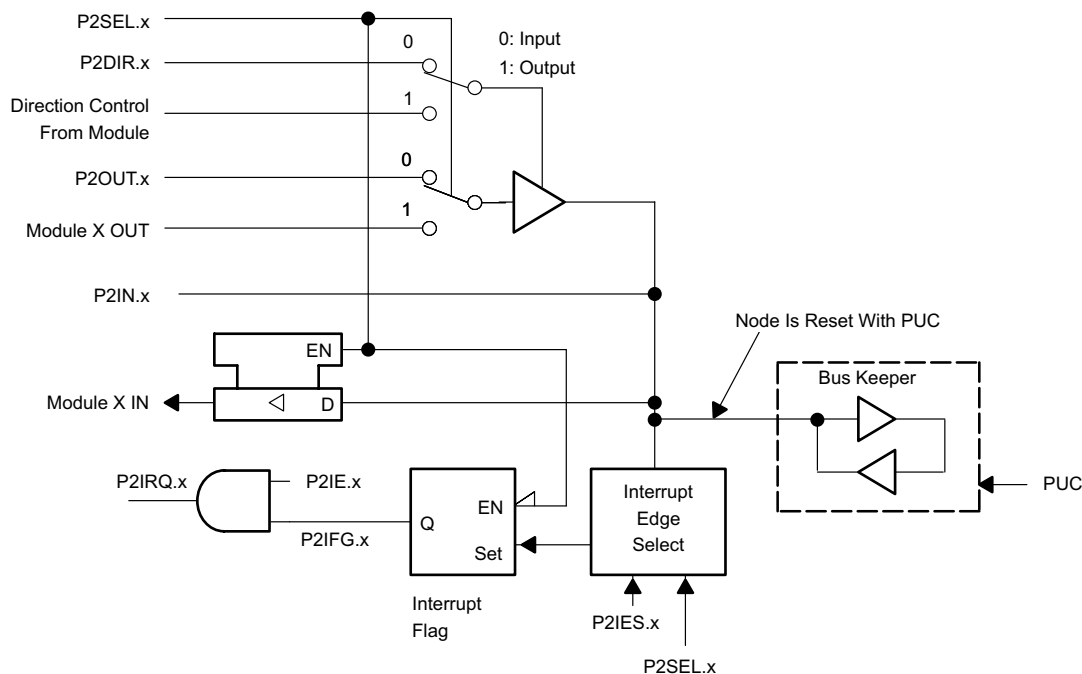 P2SEL.x
0
0: Input
P2DIR.x
1: Output
Direction Control
From Module
1
0
P2OUT.x
1
Module X OUT
P2IN.x
Node Is Reset With PUC
EN
Bus Keeper
Module X IN
D
P2IRQ.x
P2IE.x
PUC
EN
Interrupt
Edge
Select
Q
P2IFG.x
Set
Interrupt
Flag
P2IES.x
P2SEL.x